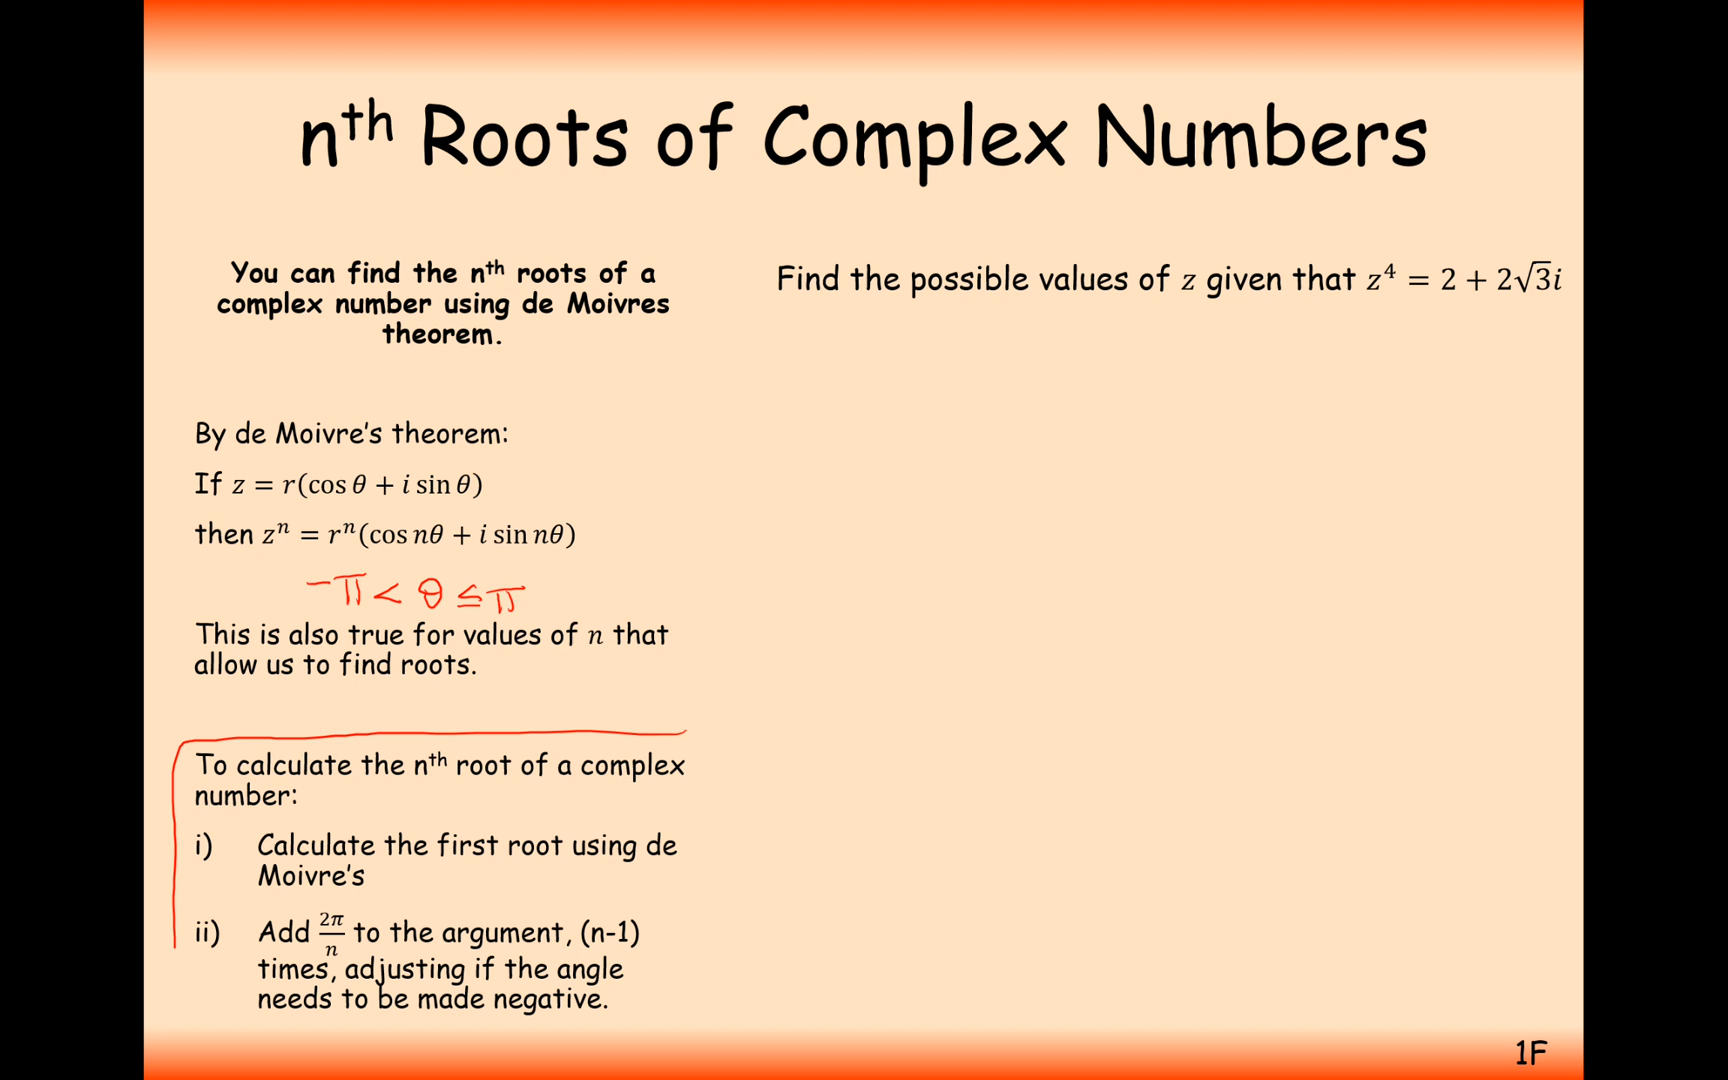 nᵗʰ Roots of Complex Numbers
You can find the nᵗʰ roots of a
complex number using de Moivres
theorem.
By de Moivre's theorem:
If z = r(cos θ + i sin θ)
then zⁿ = rⁿ(cos nθ + i sin nθ)
-π < θ ≤ π
This is also true for values of n that
allow us to find roots.
To calculate the nᵗʰ root of a complex
number:
i) Calculate the first root using de
Moivre's
ii) Add 2π/n to the argument, (n-1)
times, adjusting if the angle
needs to be made negative.
Find the possible values of z given that z⁴ = 2 + 2√3i
1F